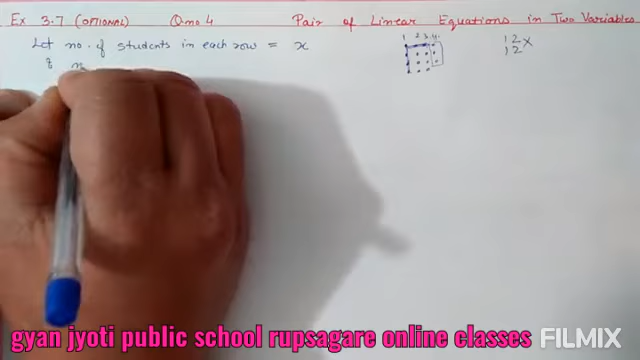 Ex 3.7 (OPTIONAL) Q.no 4 Pair of Linear Equations in Two Variables
Let no. of students in each row = x
1 2 3 4.
12 x
12
gyan jyoti public school rupsagare online classes
FILMIX